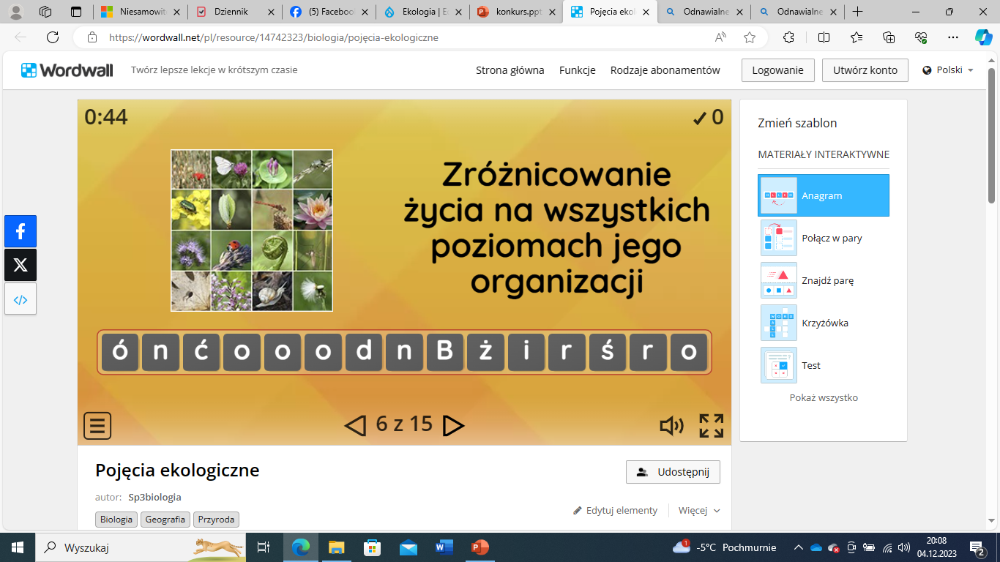 Niesamowit
Dziennik
(5) Faceboo
Ekologia | E
konkurs.ppt
Pojęcia ekol
Odnawialne
Odnawialne
https://wordwall.net/pl/resource/14742323/biologia/pojęcia-ekologiczne
Wordwall
Twórz lepsze lekcje w krótszym czasie
Strona główna
Funkcje
Rodzaje abonamentów
Logowanie
Utwórz konto
Polski
0:44
0
Zróżnicowanie
życia na wszystkich
poziomach jego
organizacji
ó n ć o o o d n B ż i r ś r o
6 z 15
Zmień szablon
MATERIAŁY INTERAKTYWNE
Anagram
Połącz w pary
Znajdź parę
Krzyżówka
Test
Pokaż wszystko
Pojęcia ekologiczne
Udostępnij
autor: Sp3biologia
Edytuj elementy
Więcej
Biologia
Geografia
Przyroda
Wyszukaj
-5°C Pochmurnie
20:08
04.12.2023
2